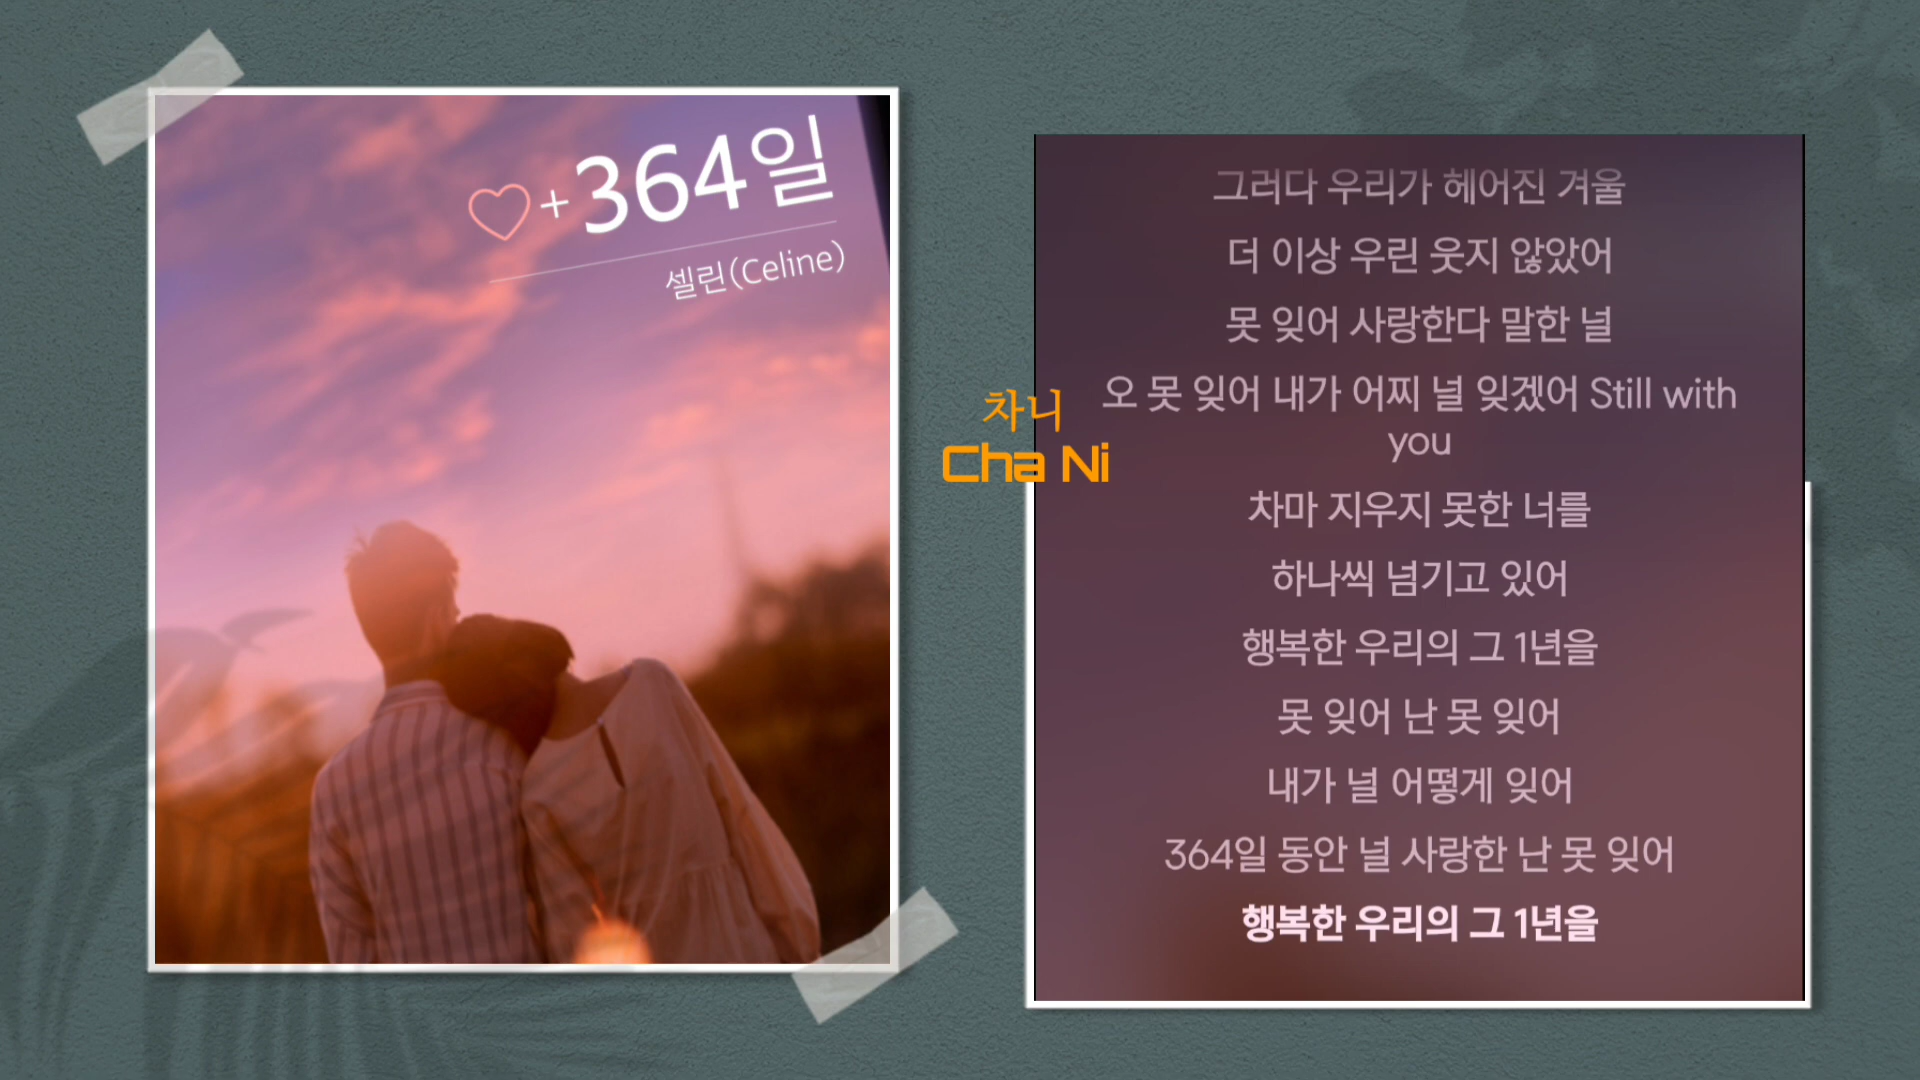 ♡+364일
셀린(Celine)
차니
Cha Ni
그러다 우리가 헤어진 겨울
더 이상 우린 웃지 않았어
못 잊어 사랑한다 말한 널
오 못 잊어 내가 어찌 널 잊겠어 Still with
you
차마 지우지 못한 너를
하나씩 넘기고 있어
행복한 우리의 그 1년을
못 잊어 난 못 잊어
내가 널 어떻게 잊어
364일 동안 널 사랑한 난 못 잊어
행복한 우리의 그 1년을